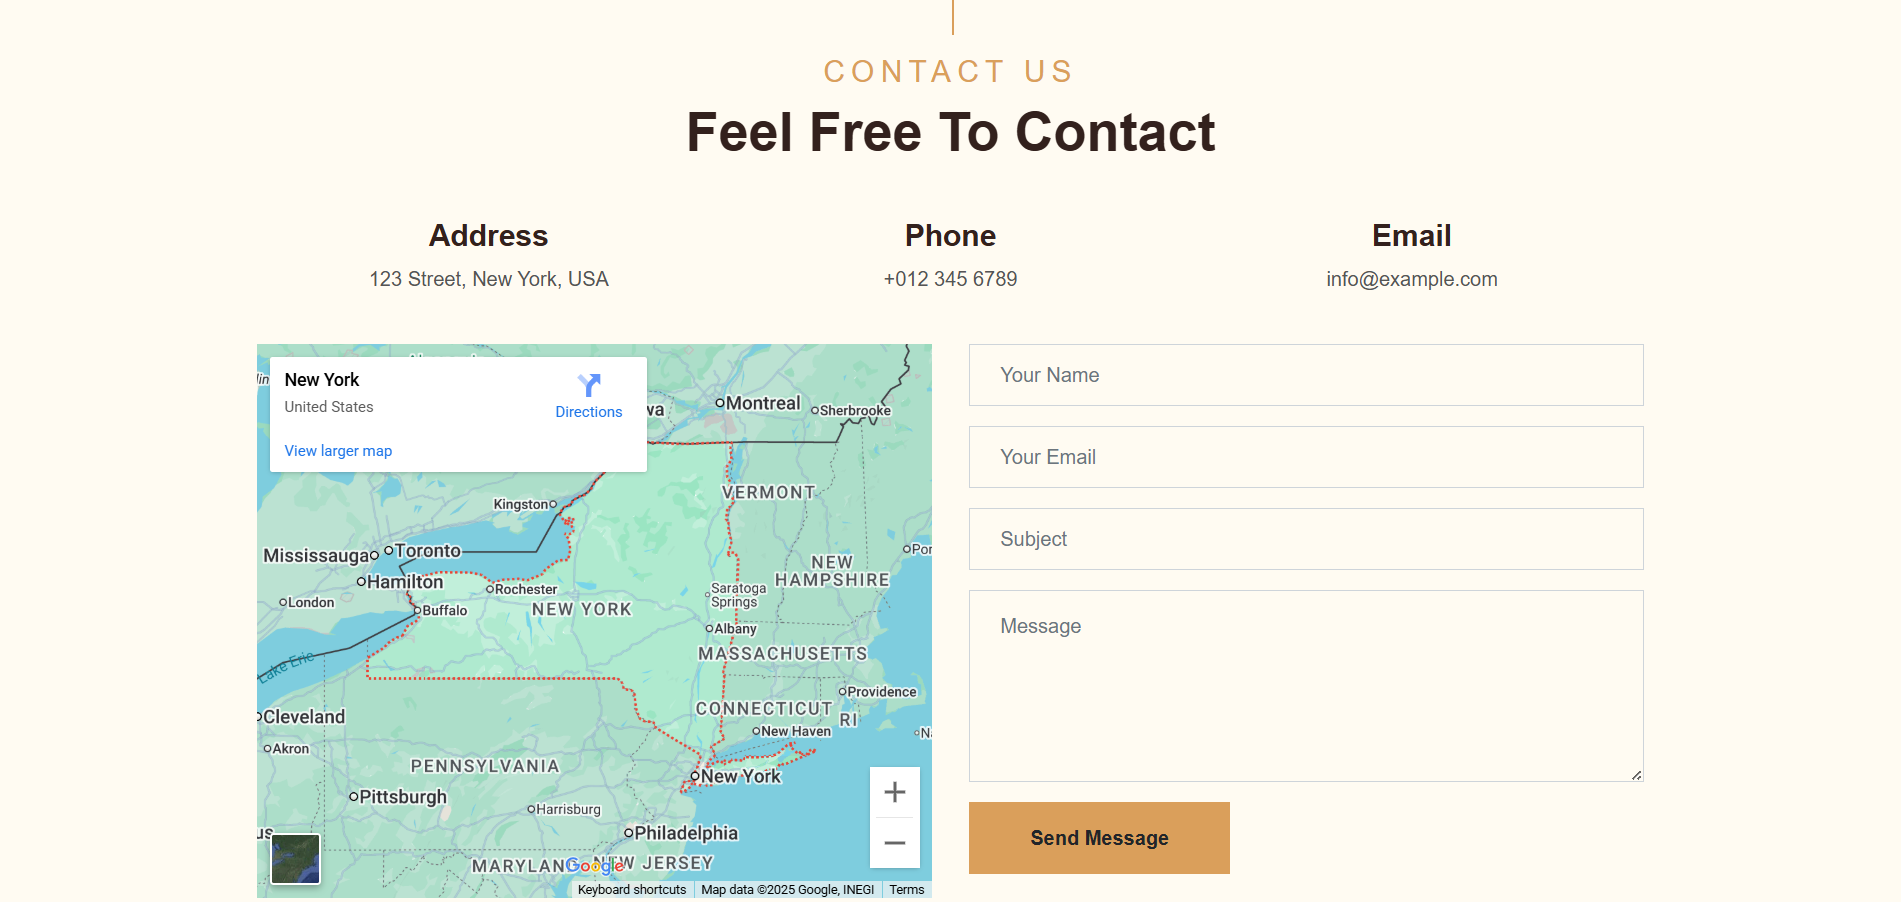 CONTACT US
Feel Free To Contact
Address
123 Street, New York, USA
Phone
+012 345 6789
Email
info@example.com
New York
United States
Directions
View larger map
Montreal
Sherbrooke
Kingston
VERMONT
Mississauga
Toronto
NEW
HAMPSHIRE
Hamilton
Rochester
Saratoga
Springs
London
Buffalo
NEW YORK
Albany
MASSACHUSETTS
Lake Erie
Providence
CONNECTICUT
RI
Cleveland
New Haven
Akron
PENNSYLVANIA
New York
Pittsburgh
Harrisburg
Philadelphia
NEW JERSEY
Google
Keyboard shortcuts
Map data ©2025 Google, INEGI
Terms
Your Name
Your Email
Subject
Message
Send Message